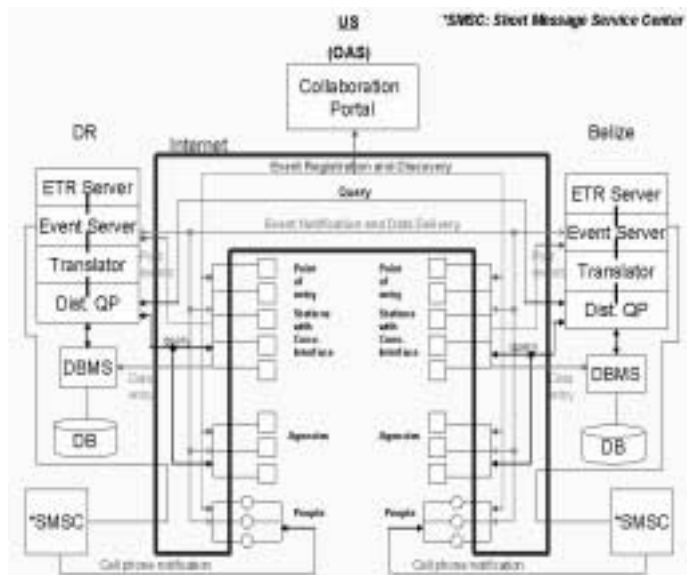 US
*SMSC: Short Message Service Center
(OAS)
Collaboration
Portal
DR
Internet
Belize
Event Registration and Discovery
ETR Server
Query
ETR Server
Event Server
Event Notification and Data Delivery
Event Server
Translator
Point
of
entry
Point
of
entry
Translator
Dist. QP
Stations
with
Interface
Stations
with
Interface
Dist. QP
query
query
DBMS
Data
entry
Data
entry
DBMS
DB
Agencies
Agencies
DB
*SMSC
People
People
*SMSC
Cell phone notification
Cell phone notification